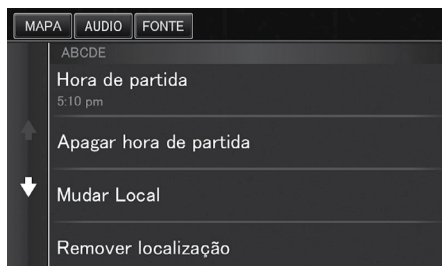 MAPA AUDIO FONTE
ABCDE
Hora de partida
5:10 pm
Apagar hora de partida
Mudar Local
Remover localização